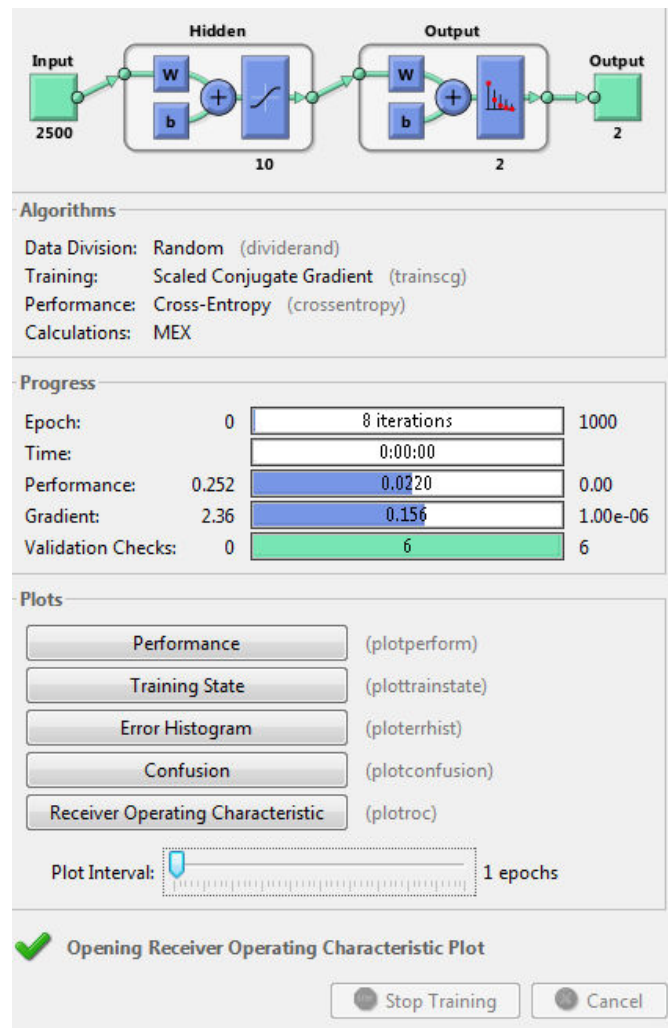 Hidden Output
Input Output
W b + W b +
2500 10 2 2
Algorithms
Data Division: Random (dividerand)
Training: Scaled Conjugate Gradient (trainscg)
Performance: Cross-Entropy (crossentropy)
Calculations: MEX
Progress
Epoch: 0 8 iterations 1000
Time: 0:00:00
Performance: 0.252 0.0220 0.00
Gradient: 2.36 0.156 1.00e-06
Validation Checks: 0 6 6
Plots
Performance (plotperform)
Training State (plottrainstate)
Error Histogram (ploterrhist)
Confusion (plotconfusion)
Receiver Operating Characteristic (plotroc)
Plot Interval: 1 epochs
Opening Receiver Operating Characteristic Plot
Stop Training Cancel